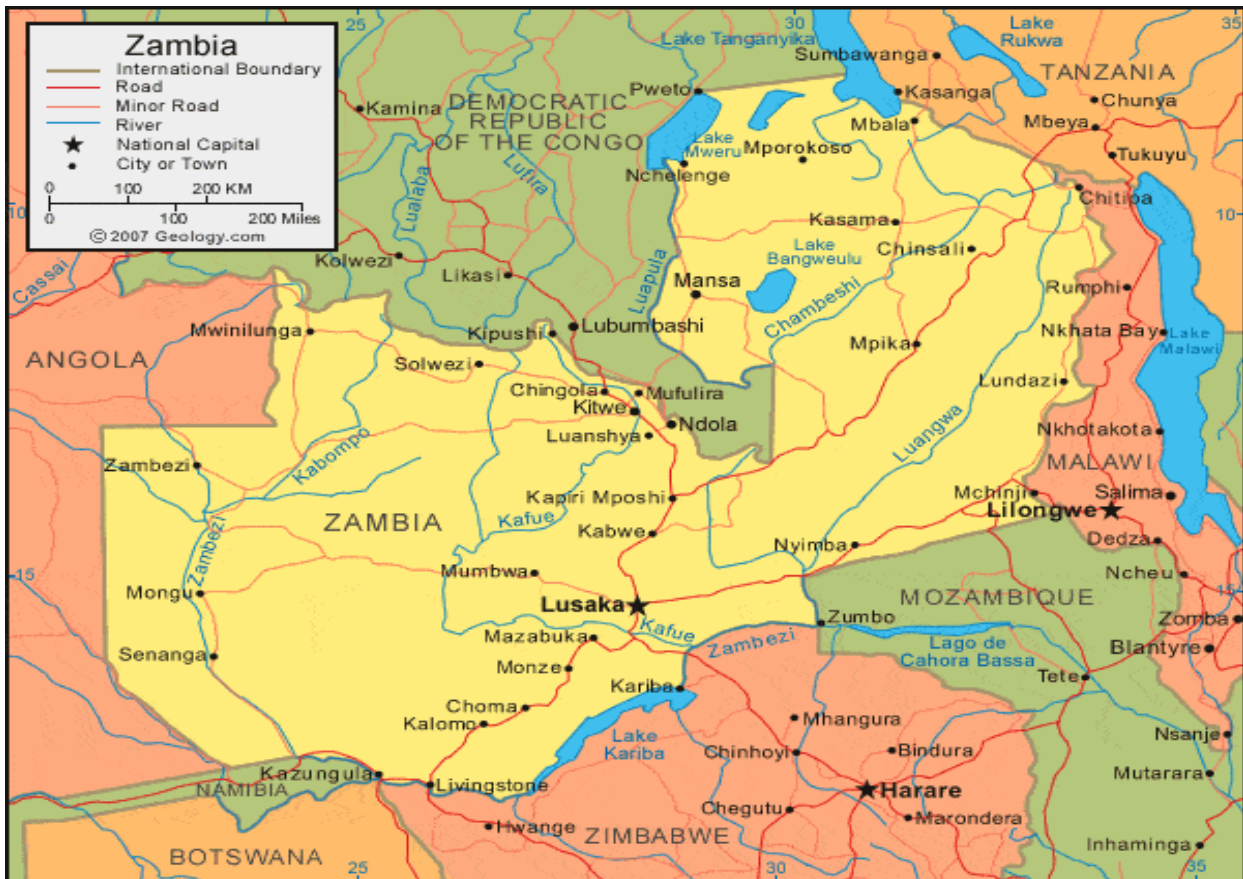 Zambia
International Boundary
Road
Minor Road
River
National Capital
City or Town
0 100 200 KM
0 100 200 Miles
© 2007 Geology.com
25
30
35
Lake Tanganyika
Sumbawanga
Lake
Rukwa
TANZANIA
Kamina
DEMOCRATIC
REPUBLIC
OF THE CONGO
Pweto
Kasanga
Chunya
Mbala
Mbeya
Lake
Mweru
Mporokoso
Tukuyu
Lufira
Lualaba
Nchelenge
Chitipa
10
10
Kasama
Kolwezi
Likasi
Lake
Bangweulu
Chinsali
Cassai
Luapula
Mansa
Chambeshi
Rumphi
Mwinilunga
Kipushi
Lubumbashi
Nkhata Bay
Lake
Malawi
ANGOLA
Solwezi
Mpika
Chingola
Mufulira
Lundazi
Kitwe
Ndola
Luanshya
Luangwa
Nkhotakota
Kabompo
Zambezi
MALAWI
Kapiri Mposhi
Mchinji
Salima
ZAMBIA
Kafue
Lilongwe
Kabwe
Nyimba
Dedza
Zambezi
15
Mumbwa
Ncheu
15
Mongu
Lusaka
MOZAMBIQUE
Zumbo
Zomba
Mazabuka
Kafue
Zambezi
Lago de
Cahora Bassa
Blantyre
Senanga
Monze
Kariba
Tete
Choma
Mhangura
Kalomo
Lake
Kariba
Chinhoyi
Bindura
Nsanje
Kazungula
NAMIBIA
Livingstone
Mutarara
Harare
Chegutu
Marondera
Hwange
ZIMBABWE
Inhaminga
BOTSWANA
25
30
35